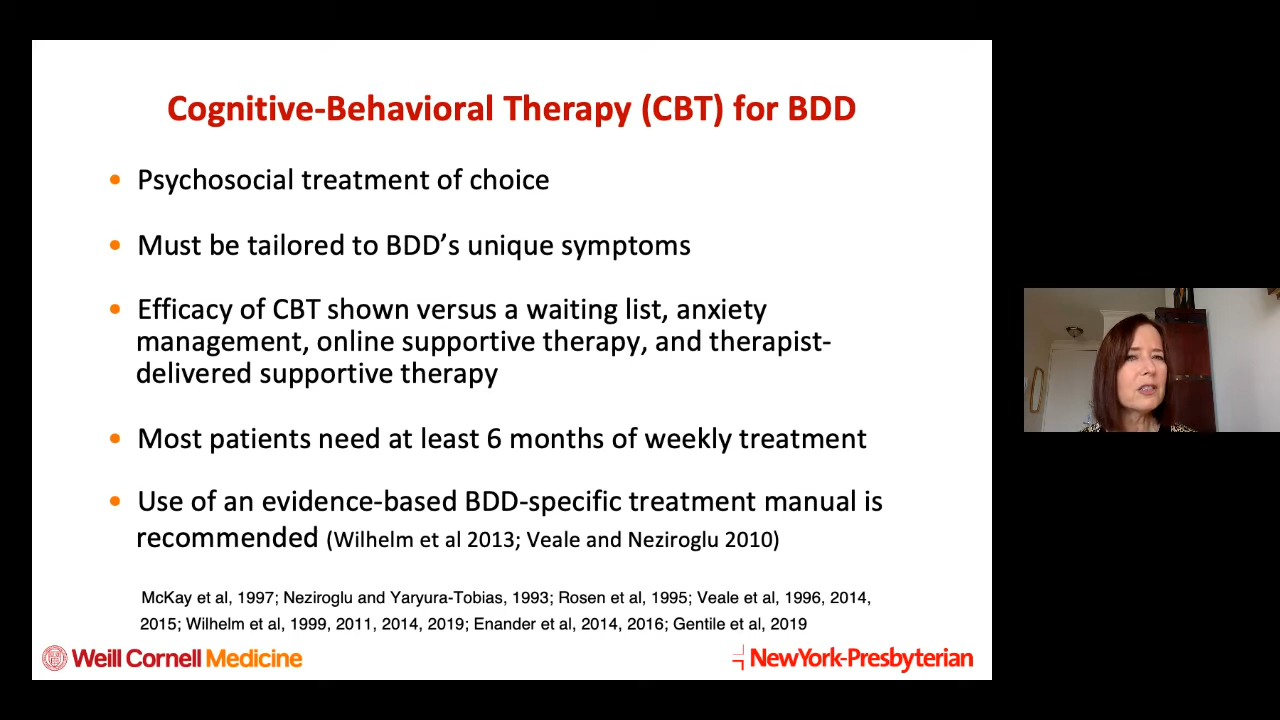 Cognitive-Behavioral Therapy (CBT) for BDD
• Psychosocial treatment of choice
• Must be tailored to BDD’s unique symptoms
• Efficacy of CBT shown versus a waiting list, anxiety
management, online supportive therapy, and therapist-
delivered supportive therapy
• Most patients need at least 6 months of weekly treatment
• Use of an evidence-based BDD-specific treatment manual is
recommended (Wilhelm et al 2013; Veale and Neziroglu 2010)
McKay et al, 1997; Neziroglu and Yaryura-Tobias, 1993; Rosen et al, 1995; Veale et al, 1996, 2014,
2015; Wilhelm et al, 1999, 2011, 2014, 2019; Enander et al, 2014, 2016; Gentile et al, 2019
Weill Cornell Medicine
NewYork-Presbyterian